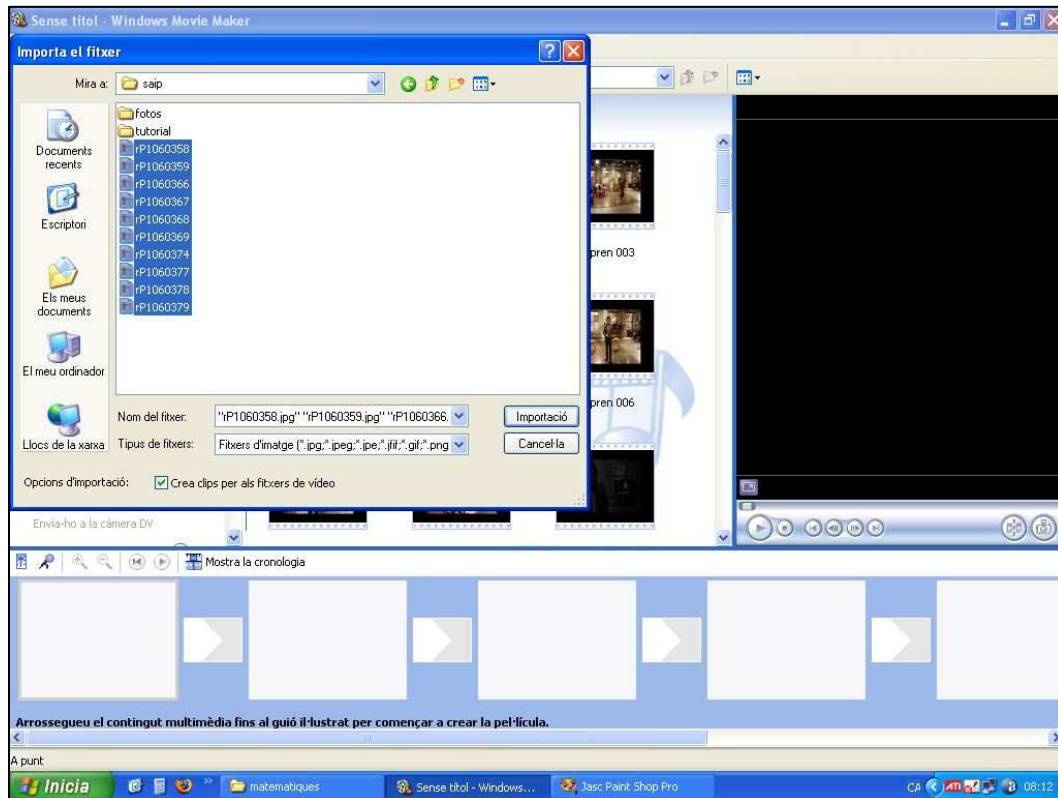 Sense títol - Windows Movie Maker
Importa el fitxer
Mira a:
saip
fotos
tutorial
rP1060358
rP1060359
rP1060366
rP1060367
rP1060368
rP1060369
rP1060374
rP1060377
rP1060378
rP1060379
Documents recents
Escriptori
Els meus documents
El meu ordinador
Llocs de la xarxa
Nom del fitxer:
"rP1060358.jpg" "rP1060359.jpg" "rP1060366.
Importació
Tipus de fitxers:
Fitxers d'imatge (*.jpg;*.jpeg;*.jpe;*.jfif;*.gif;*.png
Cancel·la
Opcions d'importació:
Crea clips per als fitxers de vídeo
pren 003
pren 006
Envia-ho a la càmera DV
Mostra la cronologia
Arrossegueu el contingut multimèdia fins al guió il·lustrat per començar a crear la pel·lícula.
A punt
Inicia
matematiques
Sense títol - Windows...
Jasc Paint Shop Pro
CA
08:12